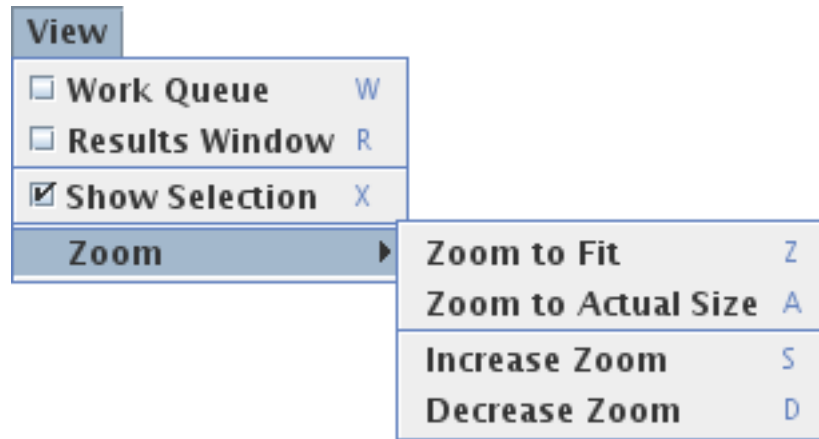 View
Work Queue W
Results Window R
Show Selection X
Zoom
Zoom to Fit Z
Zoom to Actual Size A
Increase Zoom S
Decrease Zoom D